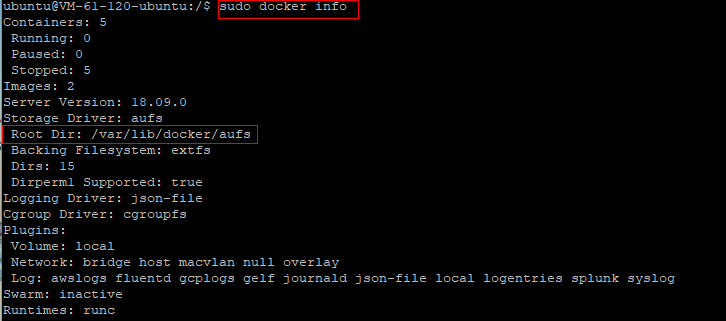 ubuntu@VM-61-120-ubuntu:/$ sudo docker info
Containers: 5
Running: 0
Paused: 0
Stopped: 5
Images: 2
Server Version: 18.09.0
Storage Driver: aufs
Root Dir: /var/lib/docker/aufs
Backing Filesystem: extfs
Dirs: 15
Dirperm1 Supported: true
Logging Driver: json-file
Cgroup Driver: cgroupfs
Plugins:
Volume: local
Network: bridge host macvlan null overlay
Log: awslogs fluentd gcplogs gelf journald json-file local logentries splunk syslog
Swarm: inactive
Runtimes: runc